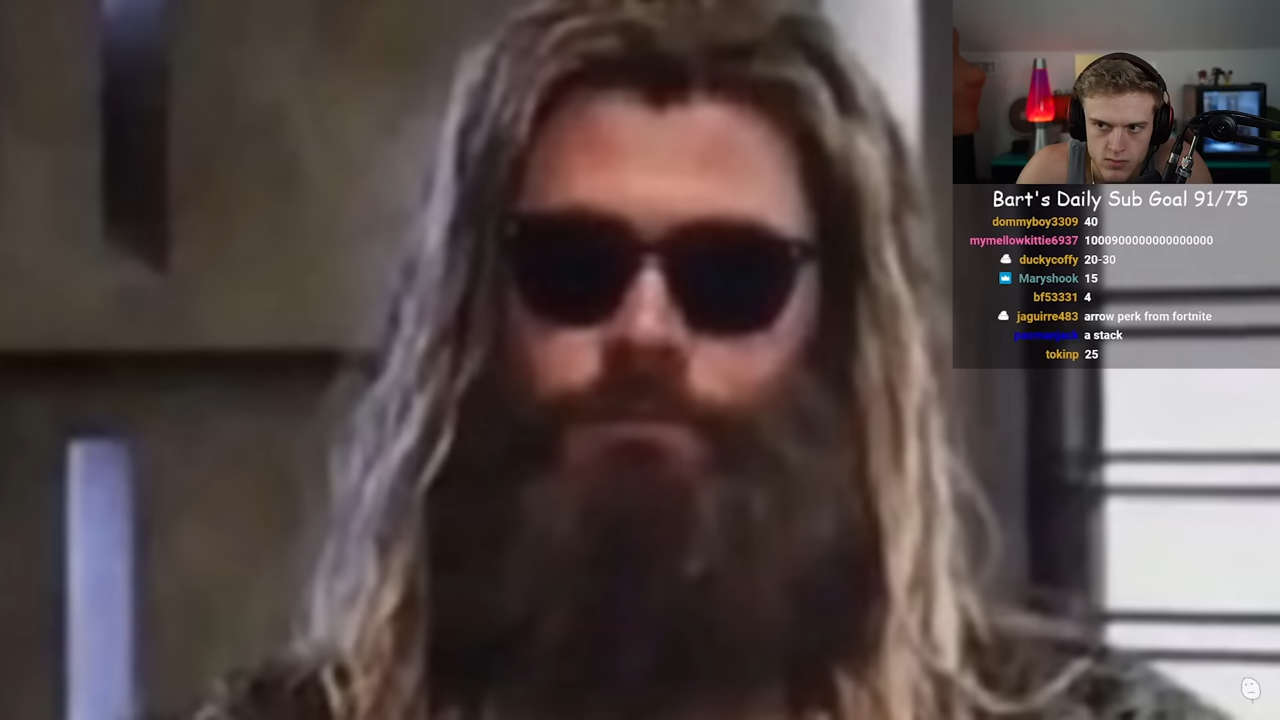 Bart's Daily Sub Goal 91/75
dommyboy3309 40
mymellowkittie6937 1000900000000000000
duckycoffy 20-30
Maryshook 15
bf53331 4
jaguirre483 arrow perk from fortnite
a stack
tokinp 25